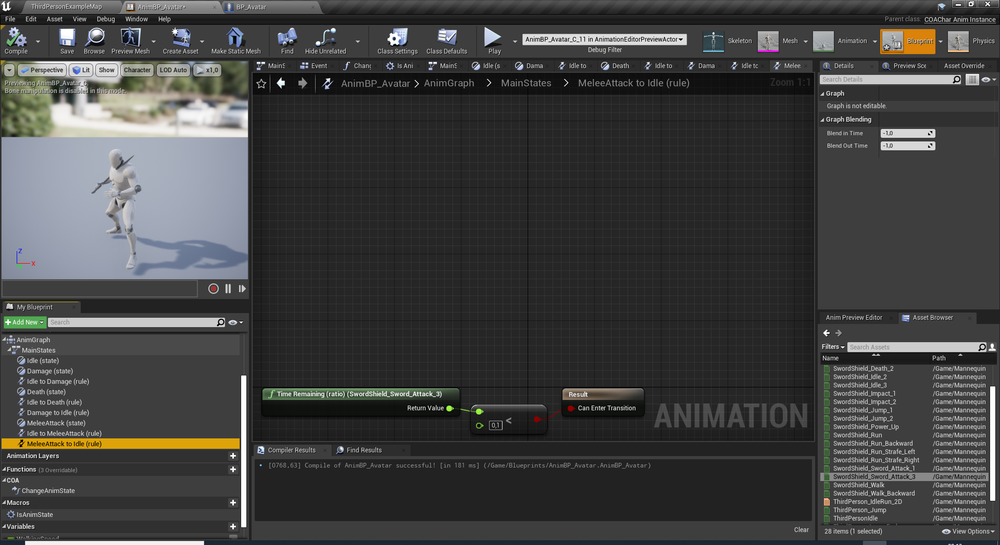 ThirdPersonExampleMap
AnimBP_Avatar*
BP_Avatar
File Edit Asset View Debug Window Help
Parent class: COAChar Anim Instance
Compile
Save
Browse
Preview Mesh
Create Asset
Make Static Mesh
Find
Hide Unrelated
Class Settings
Class Defaults
Play
AnimBP_Avatar_C_11 in AnimationEditorPreviewActor
Debug Filter
Skeleton
Mesh
Animation
Blueprint
Physics
Perspective
Lit
Show
Character
LOD Auto
x1,0
Previewing AnimBP_Avatar_C.
Bone manipulation is disabled in this mode.
Z
X
Y
MainS
Event
Chang
Is Ani
MainS
Idle (s
Dama
Idle to
Death
Idle to
Dama
Idle to
Melee
AnimBP_Avatar > AnimGraph > MainStates > MeleeAttack to Idle (rule)
Zoom 1:1
Time Remaining (ratio) (SwordShield_Sword_Attack_3)
Return Value
0,1
<
Result
Can Enter Transition
ANIMATION
My Blueprint
Add New
Search
AnimGraph
MainStates
Idle (state)
Damage (state)
Idle to Damage (rule)
Death (state)
Idle to Death (rule)
Damage to Idle (rule)
MeleeAttack (state)
Idle to MeleeAttack (rule)
MeleeAttack to Idle (rule)
Animation Layers
Functions (3 Overridable)
COA
ChangeAnimState
Macros
IsAnimState
Variables
WalkingSpeed
Compiler Results
Find Results
[0768,63] Compile of AnimBP_Avatar successful! [in 181 ms] (/Game/Blueprints/AnimBP_Avatar.AnimBP_Avatar)
Clear
Details
Preview Sce
Asset Override
Search Details
Graph
Graph is not editable.
Graph Blending
Blend in Time -1,0
Blend Out Time -1,0
Anim Preview Editor
Asset Browser
Filters
Search Assets
Name Path
SwordShield_Death_2 /Game/Mannequin
SwordShield_Idle_2 /Game/Mannequin
SwordShield_Idle_3 /Game/Mannequin
SwordShield_Impact_1 /Game/Mannequin
SwordShield_Impact_2 /Game/Mannequin
SwordShield_Jump_1 /Game/Mannequin
SwordShield_Jump_2 /Game/Mannequin
SwordShield_Power_Up /Game/Mannequin
SwordShield_Run /Game/Mannequin
SwordShield_Run_Backward /Game/Mannequin
SwordShield_Run_Strafe_Left /Game/Mannequin
SwordShield_Run_Strafe_Right /Game/Mannequin
SwordShield_Sword_Attack_1 /Game/Mannequin
SwordShield_Sword_Attack_3 /Game/Mannequin
SwordShield_Walk /Game/Mannequin
SwordShield_Walk_Backward /Game/Mannequin
ThirdPerson_IdleRun_2D /Game/Mannequin
ThirdPerson_Jump /Game/Mannequin
ThirdPersonIdle /Game/Mannequin
28 items (1 selected)
View Options